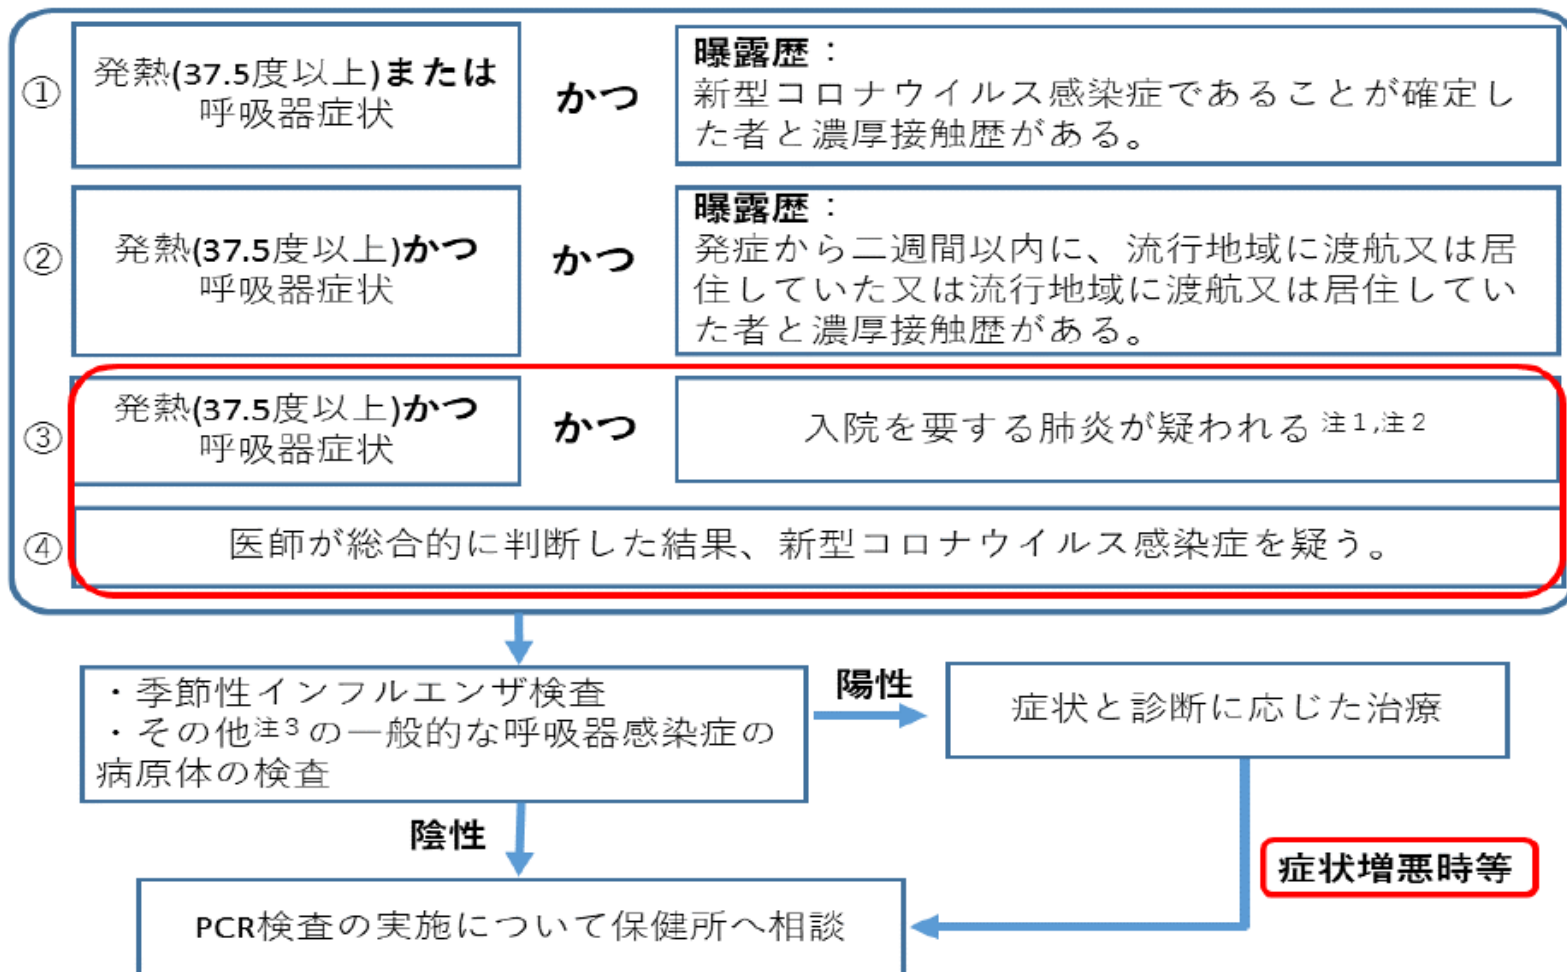 ①
発熱(37.5度以上)または
呼吸器症状
かつ
曝露歴：
新型コロナウイルス感染症であることが確定し
た者と濃厚接触歴がある。
②
発熱(37.5度以上)かつ
呼吸器症状
かつ
曝露歴：
発症から二週間以内に、流行地域に渡航又は居
住していた又は流行地域に渡航又は居住してい
た者と濃厚接触歴がある。
③
発熱(37.5度以上)かつ
呼吸器症状
かつ
入院を要する肺炎が疑われる 注1,注2
④
医師が総合的に判断した結果、新型コロナウイルス感染症を疑う。
・季節性インフルエンザ検査
・その他注3の一般的な呼吸器感染症の
病原体の検査
陽性
症状と診断に応じた治療
陰性
症状増悪時等
PCR検査の実施について保健所へ相談